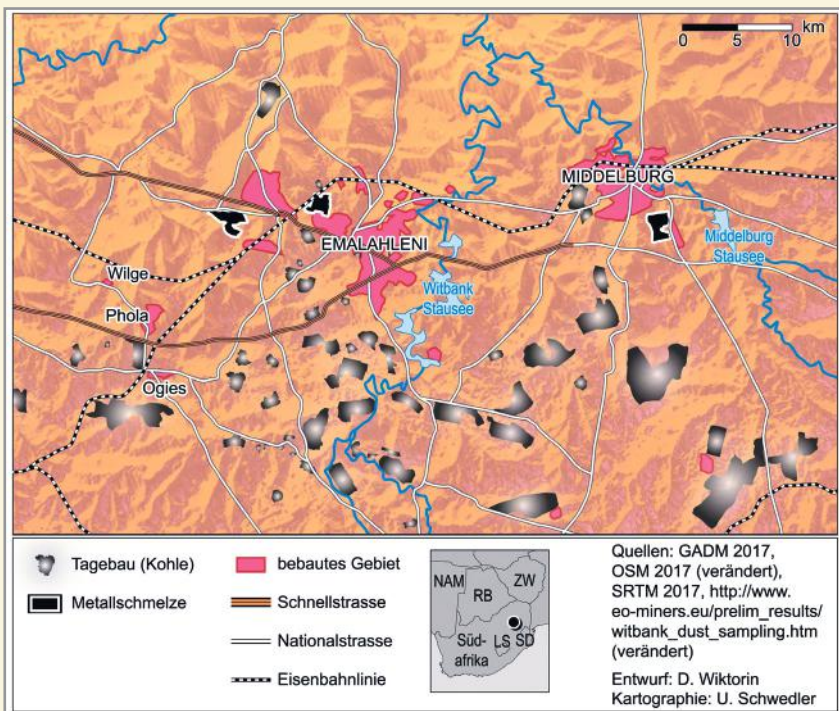 km
0 5 10
MIDDELBURG
EMALAHLENI
Middelburg
Stausee
Wilge
Witbank
Stausee
Phola
Ogies
Tagebau (Kohle)
Metallschmelze
bebautes Gebiet
Schnellstrasse
Nationalstrasse
Eisenbahnlinie
NAM
RB
ZW
Süd-
afrika
LS
SD
Quellen: GADM 2017,
OSM 2017 (verändert),
SRTM 2017, http://www.
eo-miners.eu/prelim_results/
witbank_dust_sampling.htm
(verändert)
Entwurf: D. Wiktorin
Kartographie: U. Schwedler